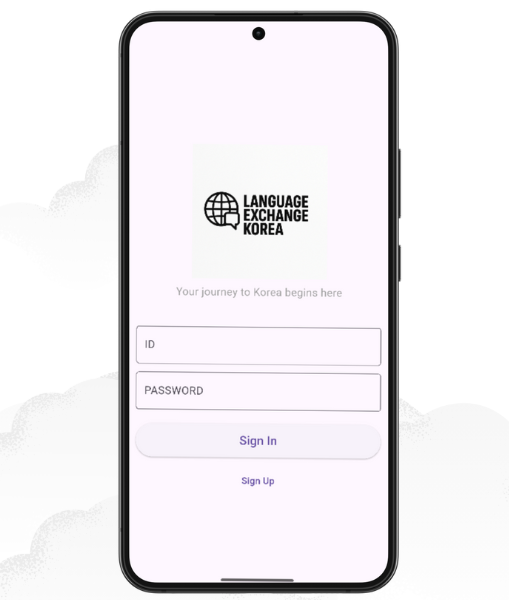 LANGUAGE
EXCHANGE
KOREA
Your journey to Korea begins here
ID
PASSWORD
Sign In
Sign Up